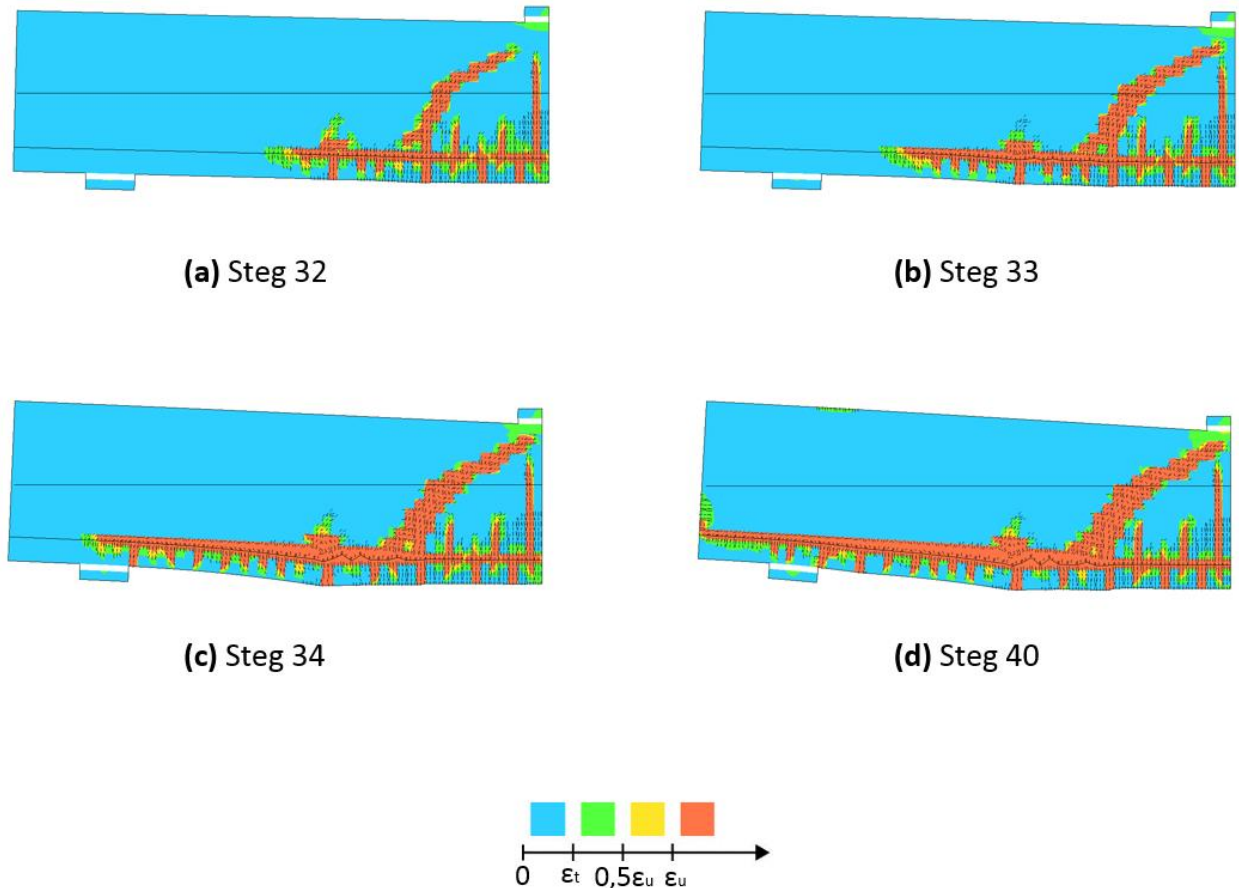 (a) Steg 32
(b) Steg 33
(c) Steg 34
(d) Steg 40
0 εt 0,5εu εu